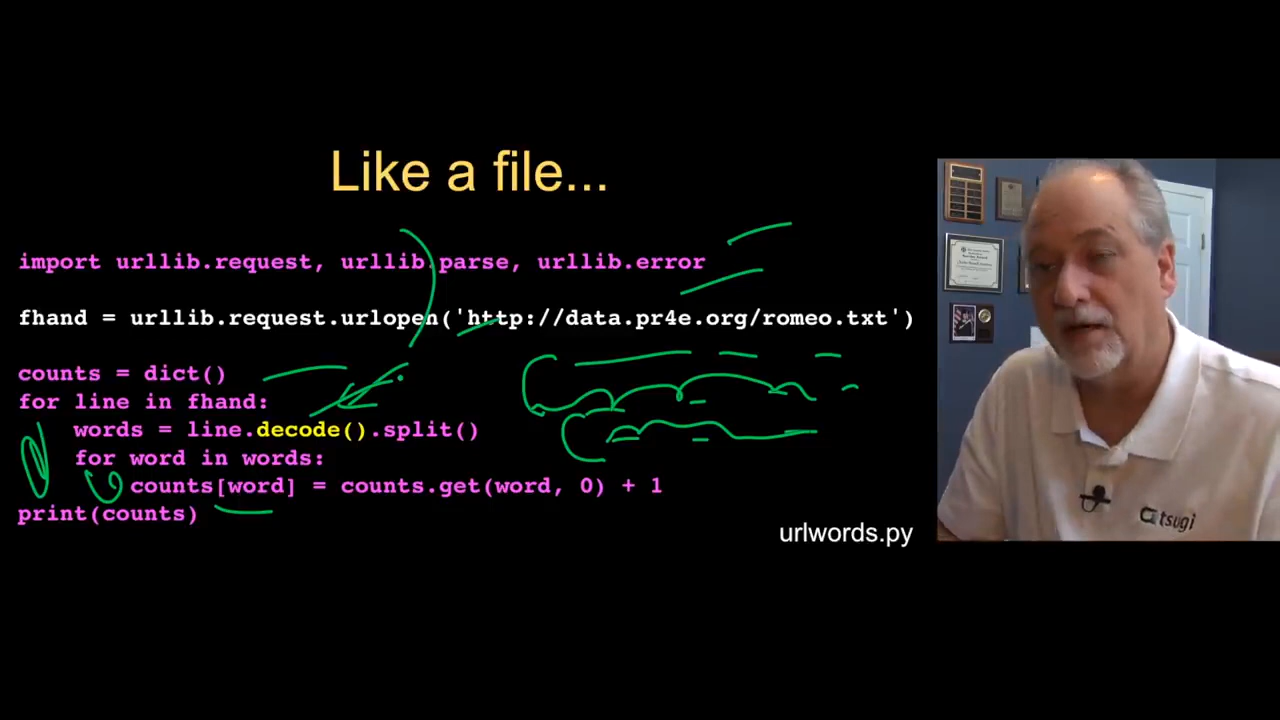 Like a file...
import urllib.request, urllib.parse, urllib.error
fhand = urllib.request.urlopen('http://data.pr4e.org/romeo.txt')
counts = dict()
for line in fhand:
words = line.decode().split()
for word in words:
counts[word] = counts.get(word, 0) + 1
print(counts)
urlwords.py
tsugi